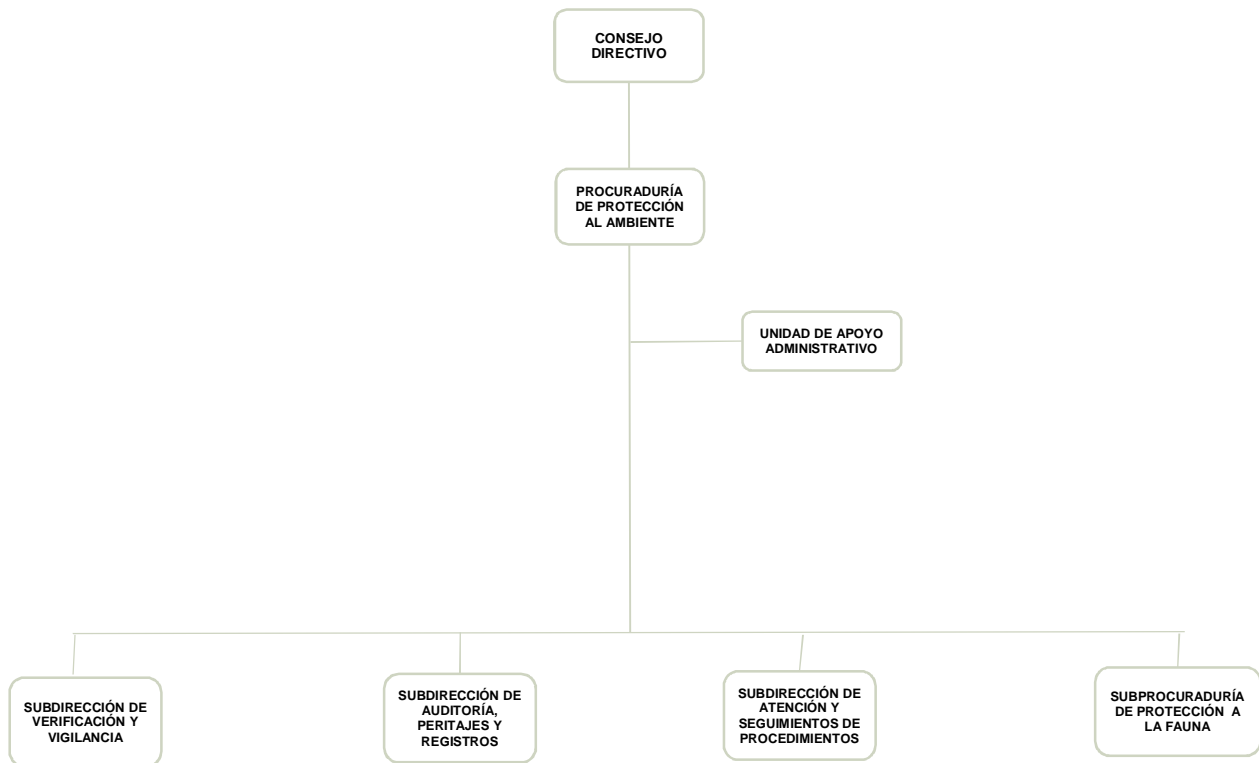 CONSEJO
DIRECTIVO
PROCURADURÍA
DE PROTECCIÓN
AL AMBIENTE
UNIDAD DE APOYO
ADMINISTRATIVO
SUBDIRECCIÓN DE
VERIFICACIÓN Y
VIGILANCIA
SUBDIRECCIÓN DE
AUDITORÍA,
PERITAJES Y
REGISTROS
SUBDIRECCIÓN DE
ATENCIÓN Y
SEGUIMIENTOS DE
PROCEDIMIENTOS
SUBPROCURADURÍA
DE PROTECCIÓN A
LA FAUNA